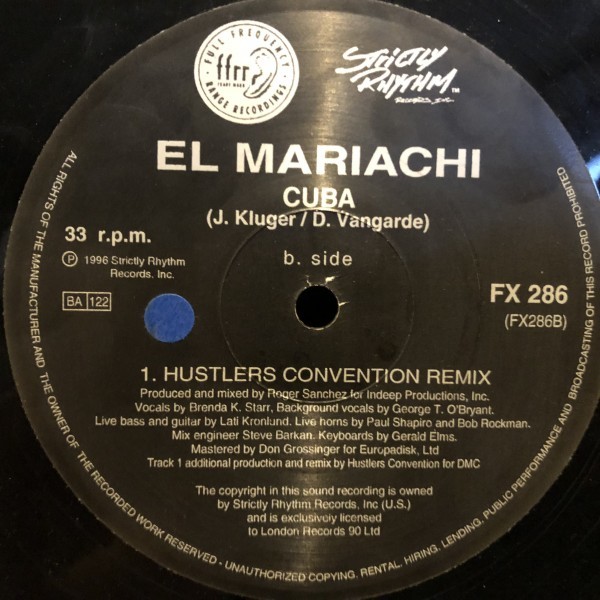 FULL FREQUENCY
ffrr
TRADE MARK
RANGE RECORDINGS
Strictly
Rhythm
TM
Records, Inc.
EL MARIACHI
CUBA
(J. Kluger / D. Vangarde)
33 r.p.m.
b. side
℗ 1996 Strictly Rhythm
Records. Inc.
BA 122
FX 286
(FX286B)
1. HUSTLERS CONVENTION REMIX
Produced and mixed by Roger Sanchez for Indeep Productions, Inc.
Vocals by Brenda K. Starr, Background vocals by George T. O'Bryant.
Live bass and guitar by Lati Kronlund. Live horns by Paul Shapiro and Bob Rockman.
Mix engineer Steve Barkan. Keyboards by Gerald Elms.
Mastered by Don Grossinger for Europadisk, Ltd
Track 1 additional production and remix by Hustlers Convention for DMC
The copyright in this sound recording is owned
by Strictly Rhythm Records, Inc (U.S.)
and is exclusively licensed
to London Records 90 Ltd
ALL RIGHTS OF THE MANUFACTURER AND THE OWNER OF THE RECORDED WORK RESERVED - UNAUTHORIZED COPYING. RENTAL. HIRING. LENDING. PUBLIC PERFORMANCE AND BROADCASTING OF THIS RECORD PROHIBITED